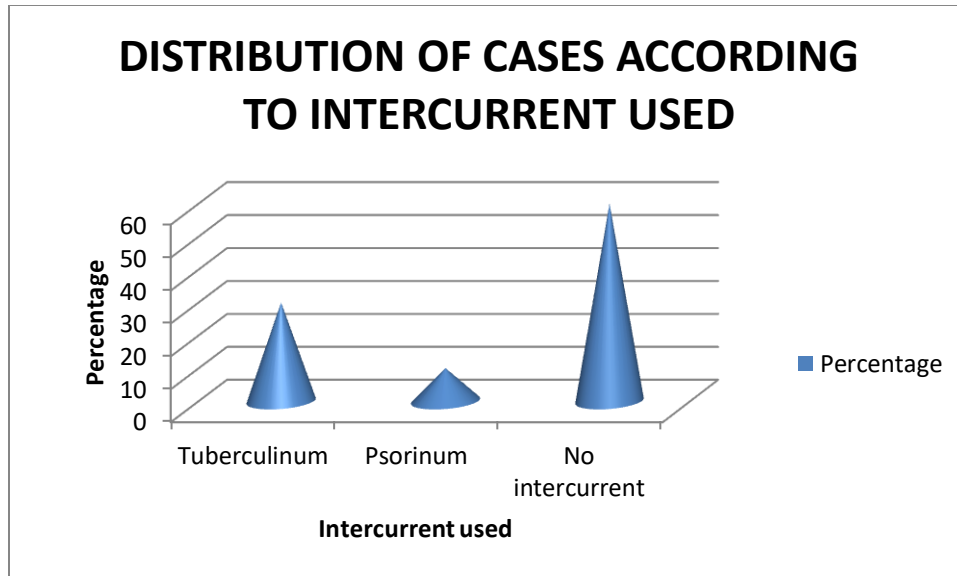 DISTRIBUTION OF CASES ACCORDING
TO INTERCURRENT USED
Percentage
60
50
40
30
20
10
0
Tuberculinum
Psorinum
No
intercurrent
Intercurrent used
Percentage